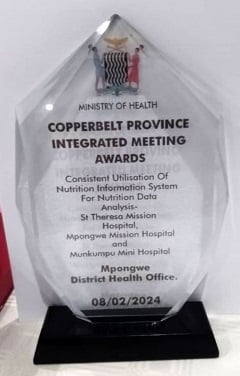 MINISTRY OF HEALTH
COPPERBELT PROVINCE
INTEGRATED MEETING
AWARDS
Consistent Utilisation Of
Nutrition Information System
For Nutrition Data
Analysis-
St Theresa Mission
Hospital,
Mpongwe Mission Hospital
and
Munkumpu Mini Hospital
Mpongwe
District Health Office.
08/02/2024